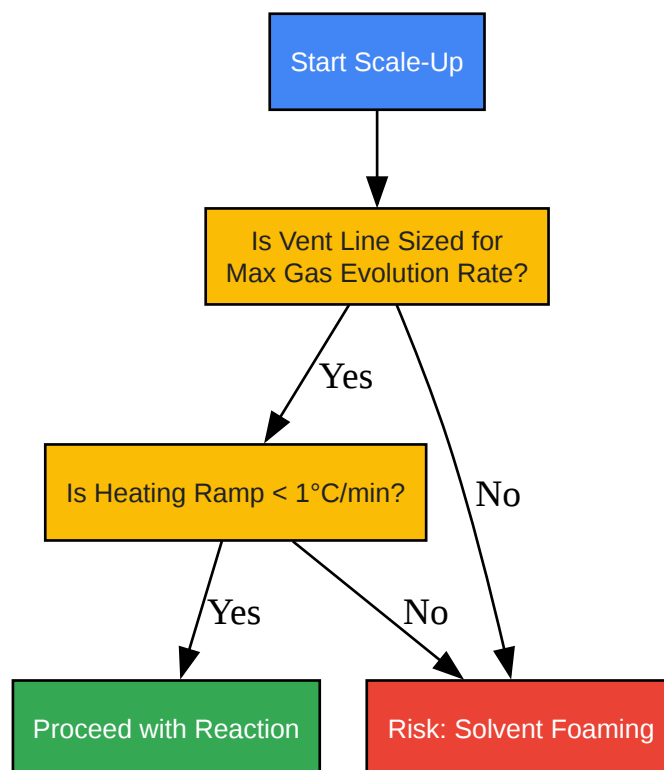 Start Scale-Up
Is Vent Line Sized for
Max Gas Evolution Rate?
Yes
Is Heating Ramp < 1°C/min?
No
Yes
No
Proceed with Reaction
Risk: Solvent Foaming